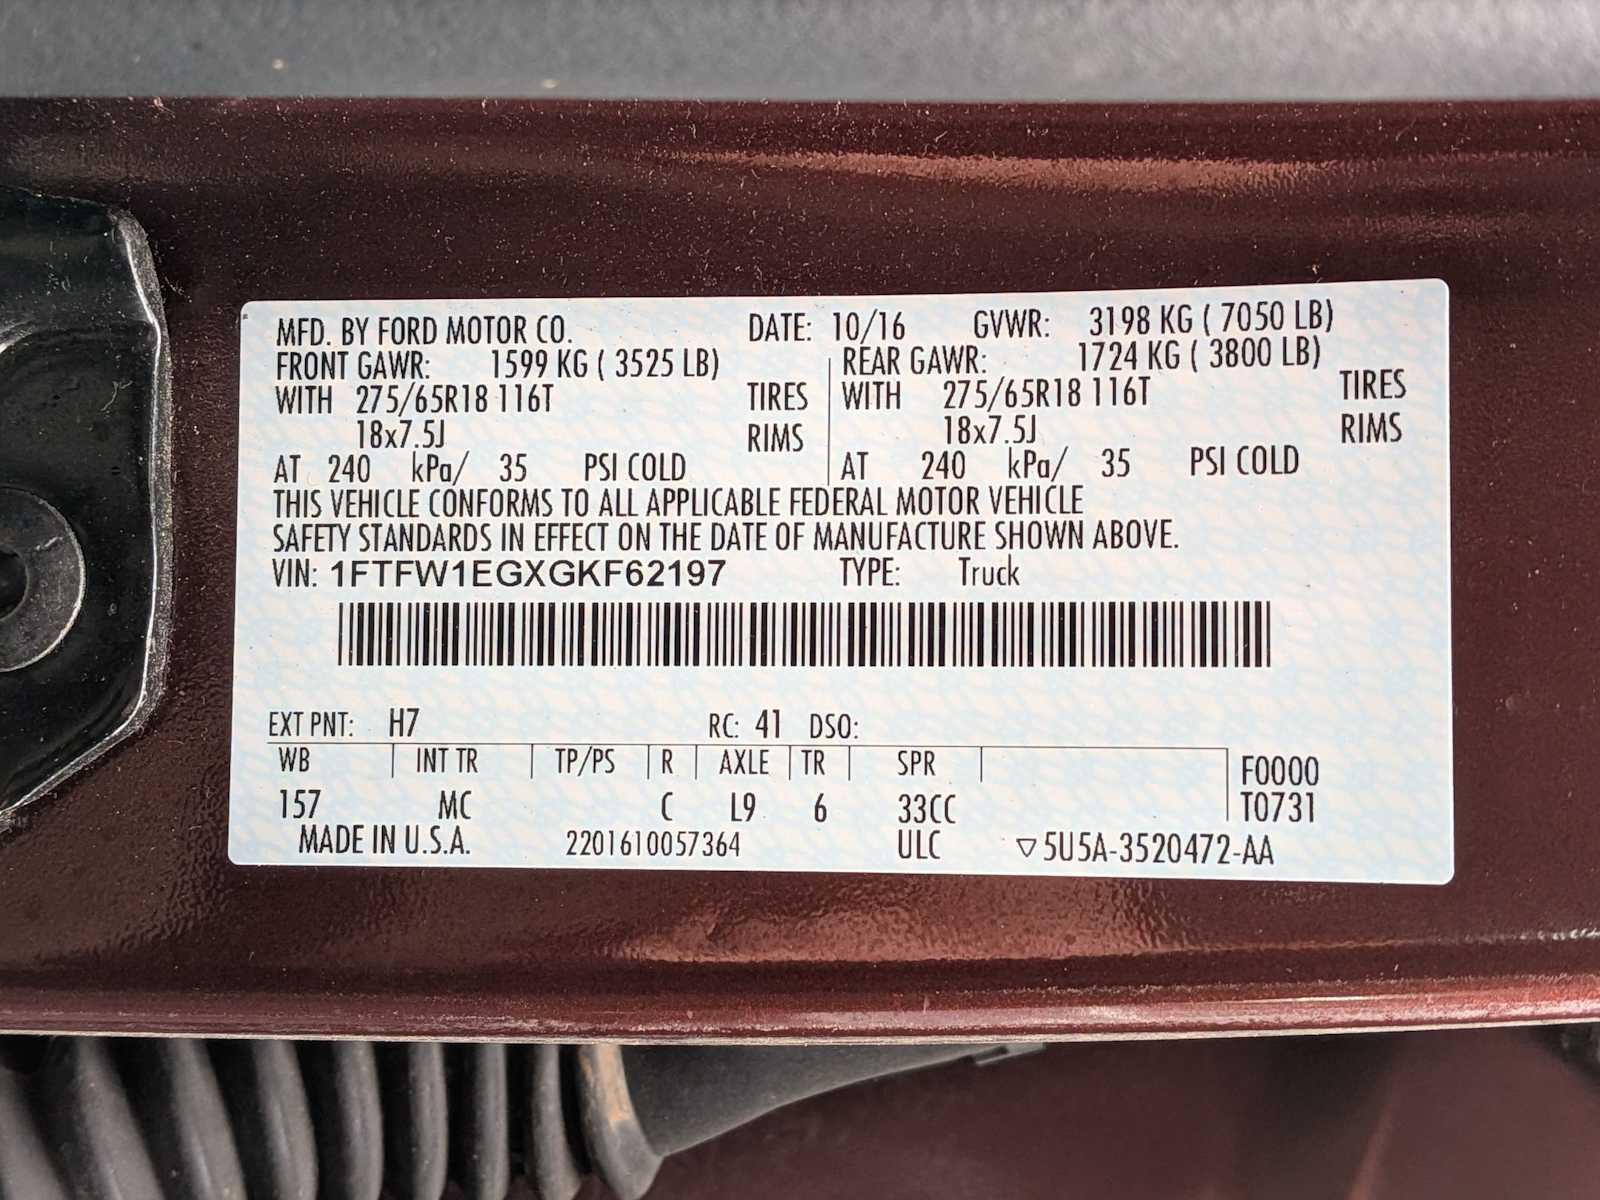 MFD. BY FORD MOTOR CO. DATE: 10/16 GVWR: 3198 KG ( 7050 LB)
FRONT GAWR: 1599 KG ( 3525 LB) REAR GAWR: 1724 KG ( 3800 LB)
WITH 275/65R18 116T TIRES WITH 275/65R18 116T TIRES
18x7.5J RIMS 18x7.5J RIMS
AT 240 kPa/ 35 PSI COLD AT 240 kPa/ 35 PSI COLD
THIS VEHICLE CONFORMS TO ALL APPLICABLE FEDERAL MOTOR VEHICLE
SAFETY STANDARDS IN EFFECT ON THE DATE OF MANUFACTURE SHOWN ABOVE.
VIN: 1FTFW1EGXGKF62197 TYPE: Truck
EXT PNT: H7 RC: 41 DSO:
WB INT TR TP/PS R AXLE TR SPR F0000
157 MC C L9 6 33CC T0731
MADE IN U.S.A. 2201610057364 ULC ▽5U5A-3520472-AA